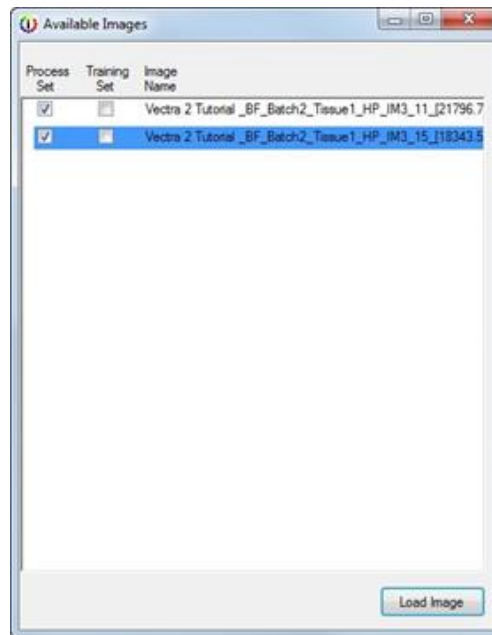 Available Images
Process Set Training Set Image Name
Vectra 2 Tutorial _BF_Batch2_Tissue1_HP_IM3_11_[21796.7
Vectra 2 Tutorial _BF_Batch2_Tissue1_HP_IM3_15_[18343.5
Load Image